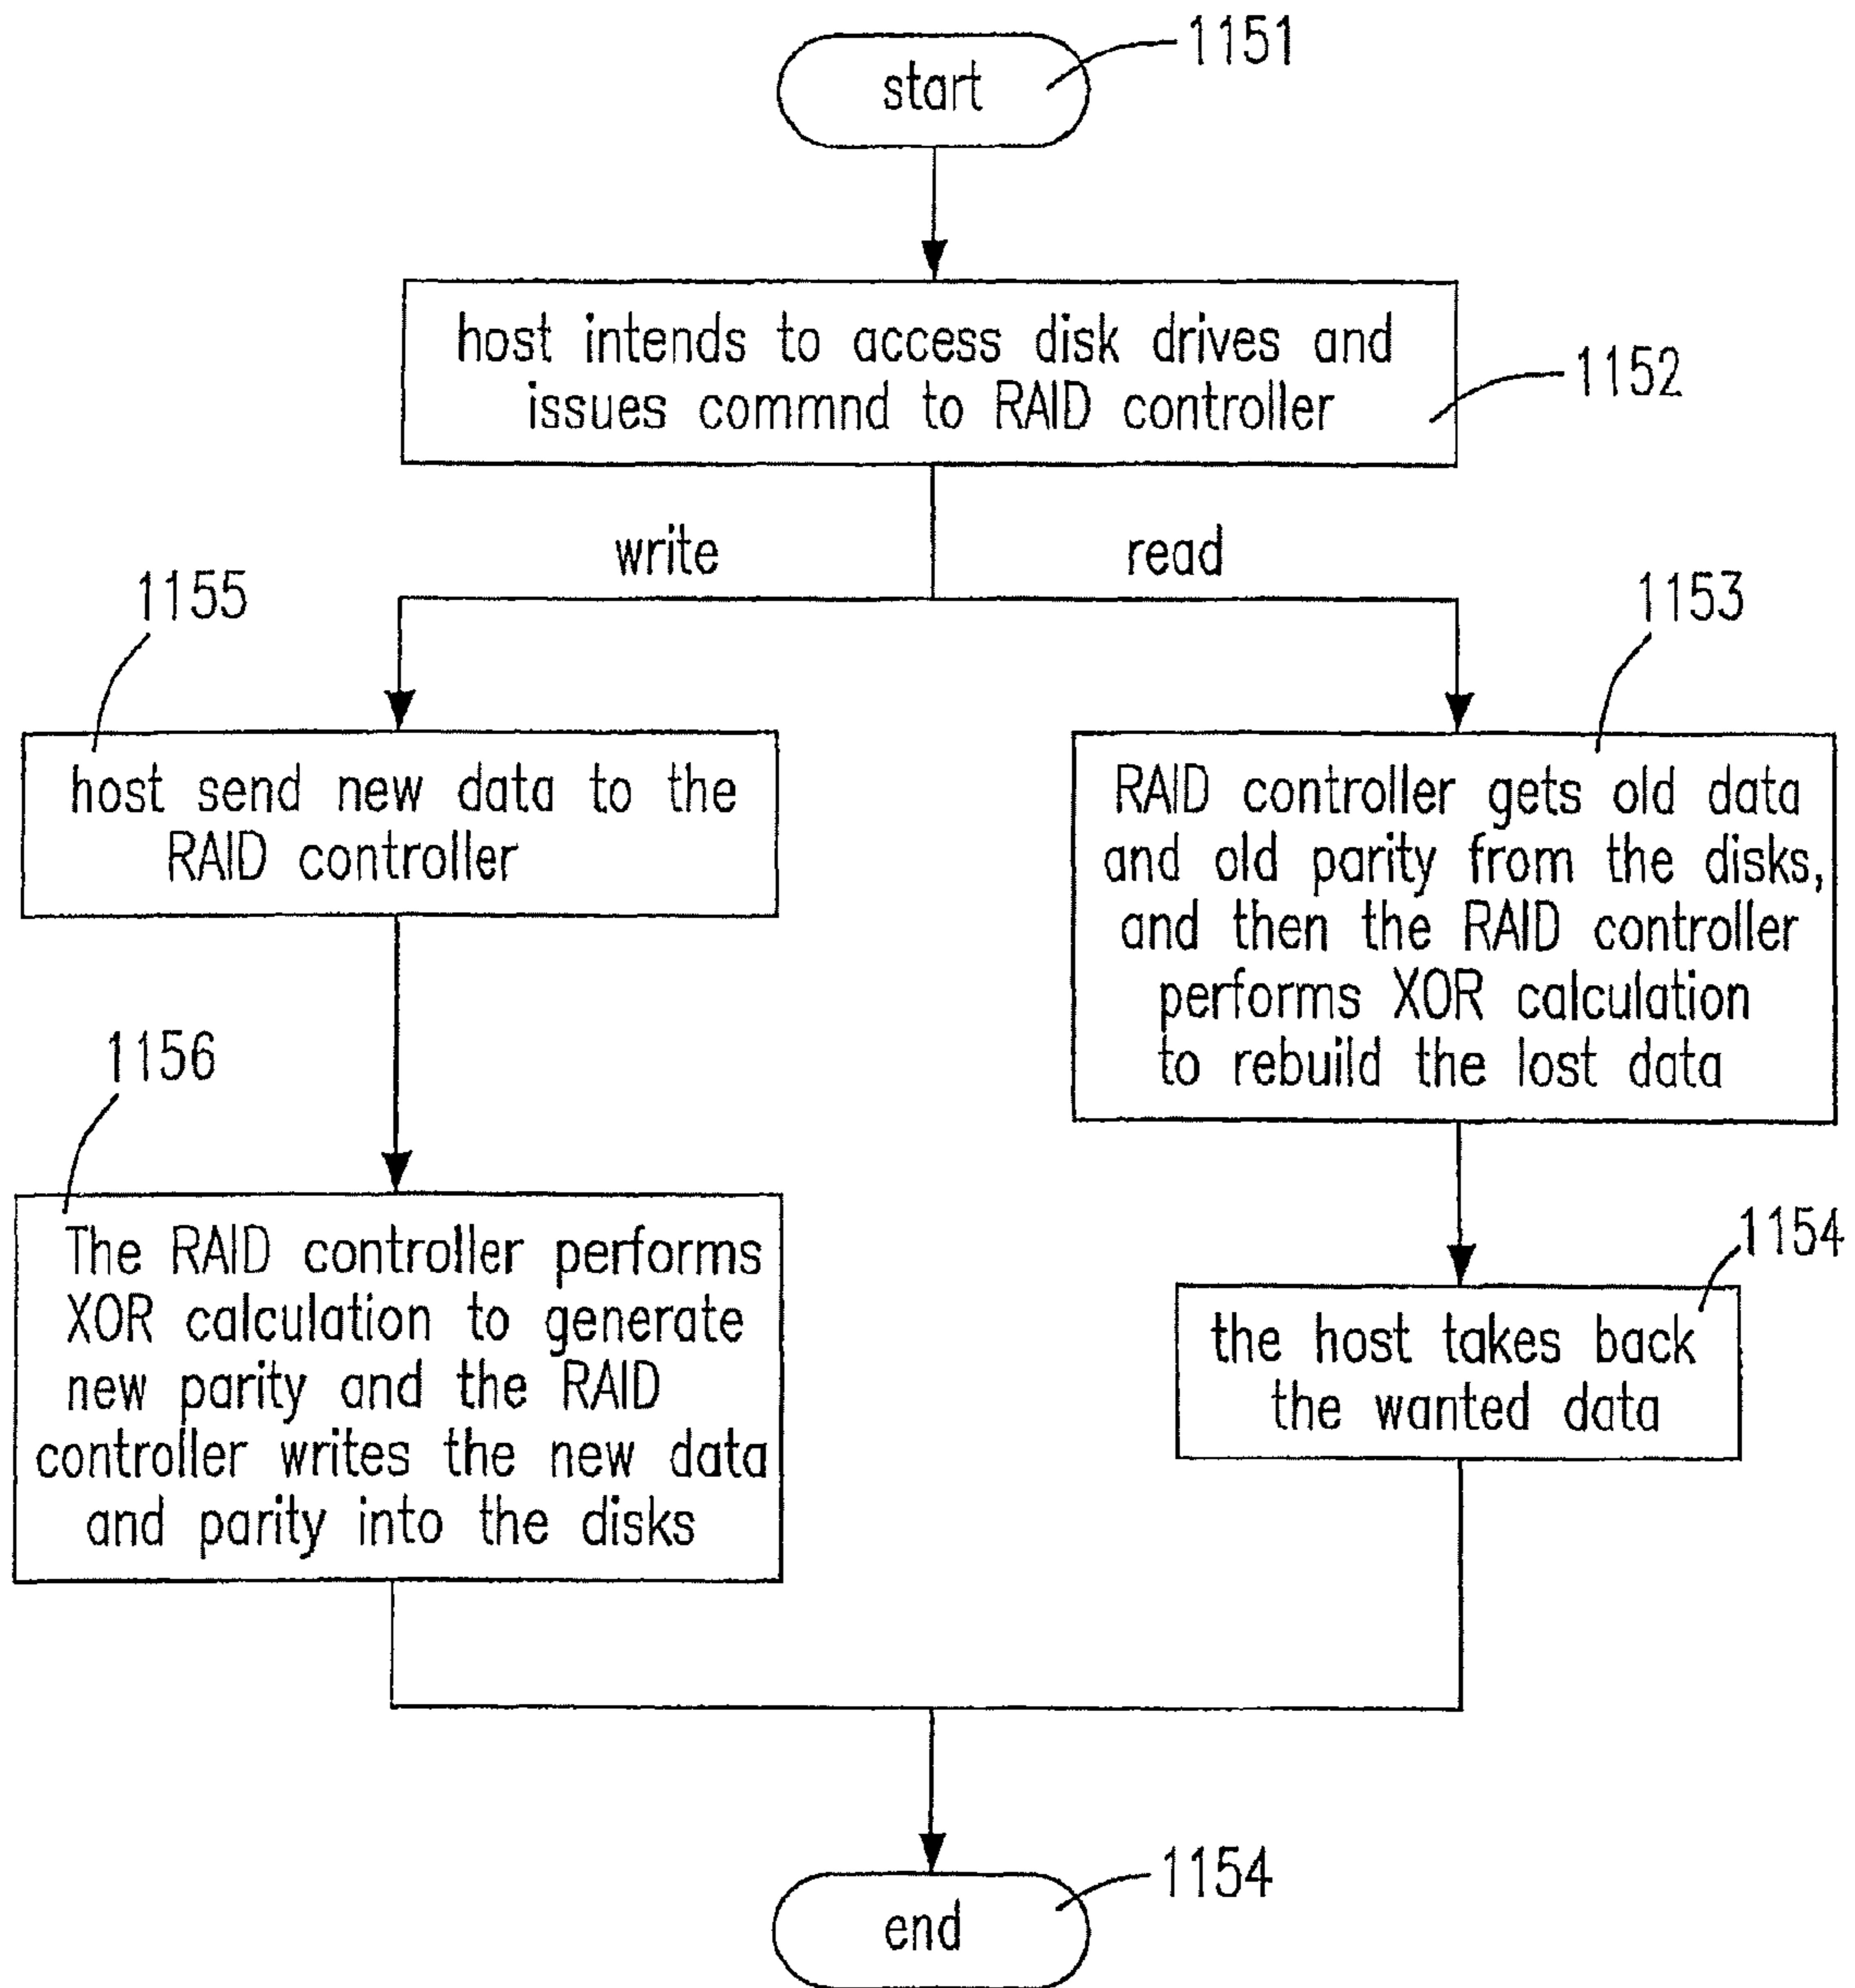 1151
start
host intends to access disk drives and
issues commnd to RAID controller
1152
write
read
1155
1153
host send new data to the
RAID controller
RAID controller gets old data
and old parity from the disks,
and then the RAID controller
performs XOR calculation
to rebuild the lost data
1156
The RAID controller performs
XOR calculation to generate
new parity and the RAID
controller writes the new data
and parity into the disks
1154
the host takes back
the wanted data
1154
end